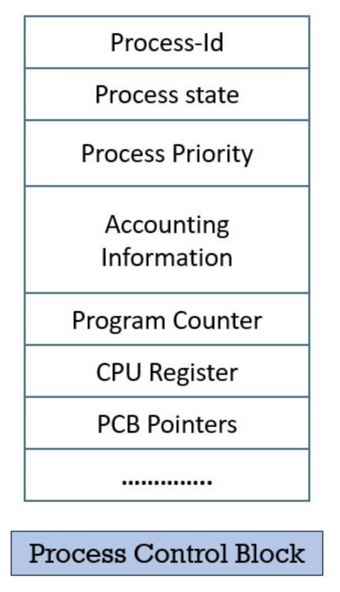 Process-Id
Process state
Process Priority
Accounting
Information
Program Counter
CPU Register
PCB Pointers
..............
Process Control Block